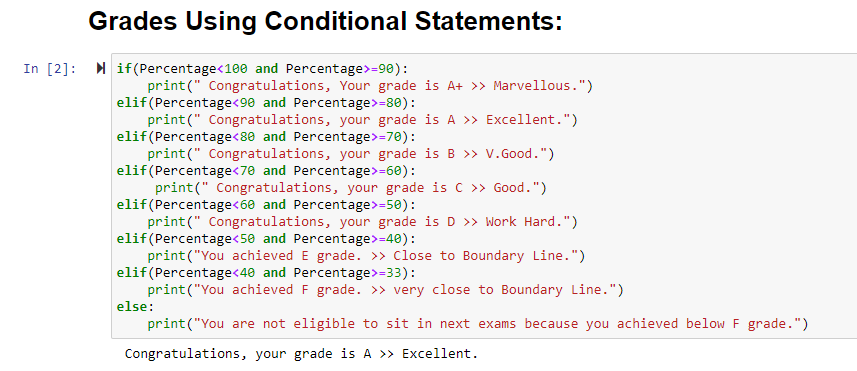 Grades Using Conditional Statements:
In [2]: if(Percentage<100 and Percentage>=90):
print(" Congratulations, Your grade is A+ >> Marvellous.")
elif(Percentage<90 and Percentage>=80):
print(" Congratulations, your grade is A >> Excellent.")
elif(Percentage<80 and Percentage>=70):
print(" Congratulations, your grade is B >> V.Good.")
elif(Percentage<70 and Percentage>=60):
print(" Congratulations, your grade is C >> Good.")
elif(Percentage<60 and Percentage>=50):
print(" Congratulations, your grade is D >> Work Hard.")
elif(Percentage<50 and Percentage>=40):
print("You achieved E grade. >> Close to Boundary Line.")
elif(Percentage<40 and Percentage>=33):
print("You achieved F grade. >> very close to Boundary Line.")
else:
print("You are not eligible to sit in next exams because you achieved below F grade.")
Congratulations, your grade is A >> Excellent.